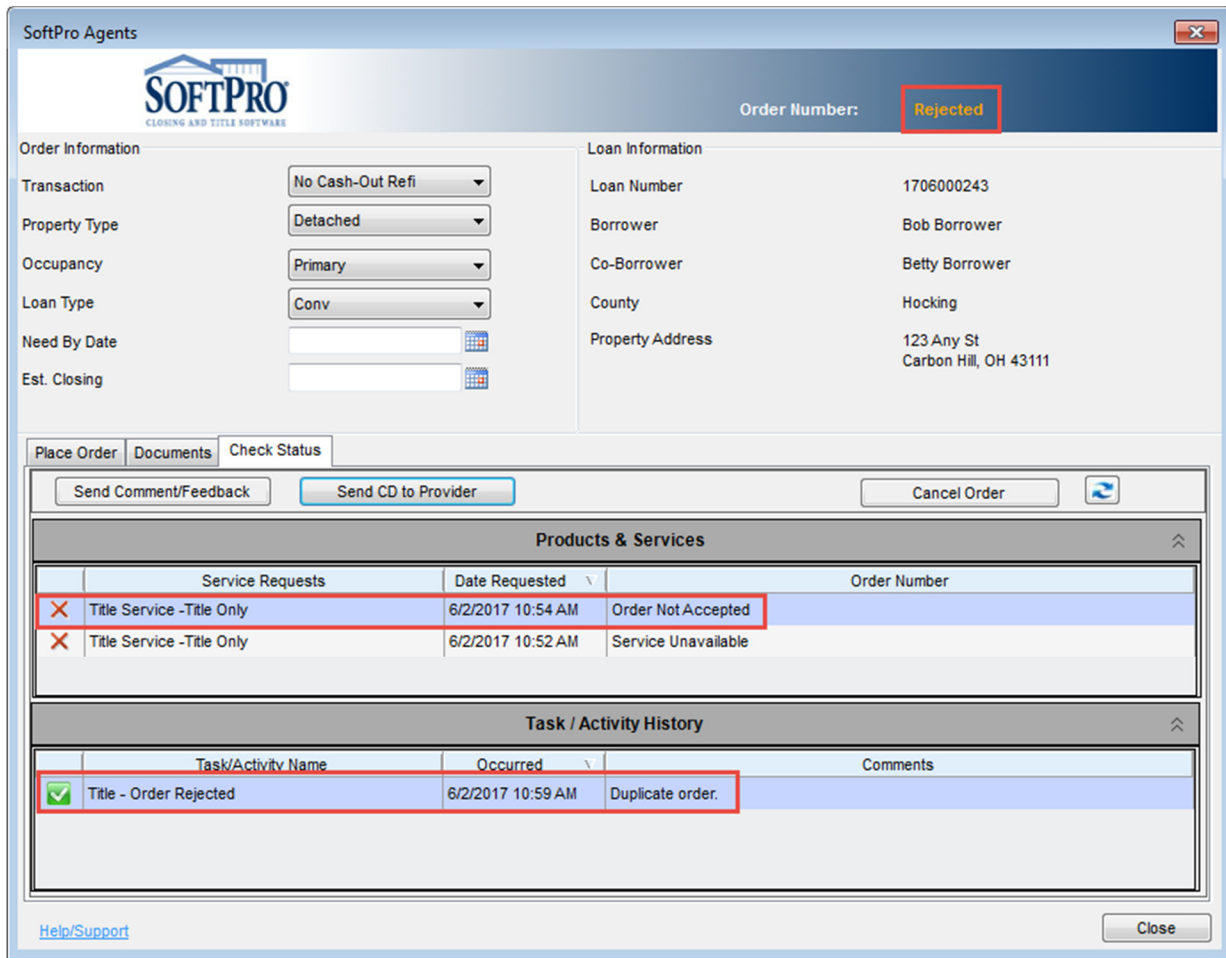 SoftPro Agents
SOFTPRO®
CLOSING AND TITLE SOFTWARE
Order Number: Rejected
Order Information
Transaction No Cash-Out Refi
Property Type Detached
Occupancy Primary
Loan Type Conv
Need By Date
Est. Closing
Loan Information
Loan Number 1706000243
Borrower Bob Borrower
Co-Borrower Betty Borrower
County Hocking
Property Address 123 Any St
Carbon Hill, OH 43111
Place Order Documents Check Status
Send Comment/Feedback Send CD to Provider Cancel Order
Products & Services
Service Requests Date Requested Order Number
Title Service -Title Only 6/2/2017 10:54 AM Order Not Accepted
Title Service -Title Only 6/2/2017 10:52 AM Service Unavailable
Task / Activity History
Task/Activity Name Occurred Comments
Title - Order Rejected 6/2/2017 10:59 AM Duplicate order.
Help/Support Close